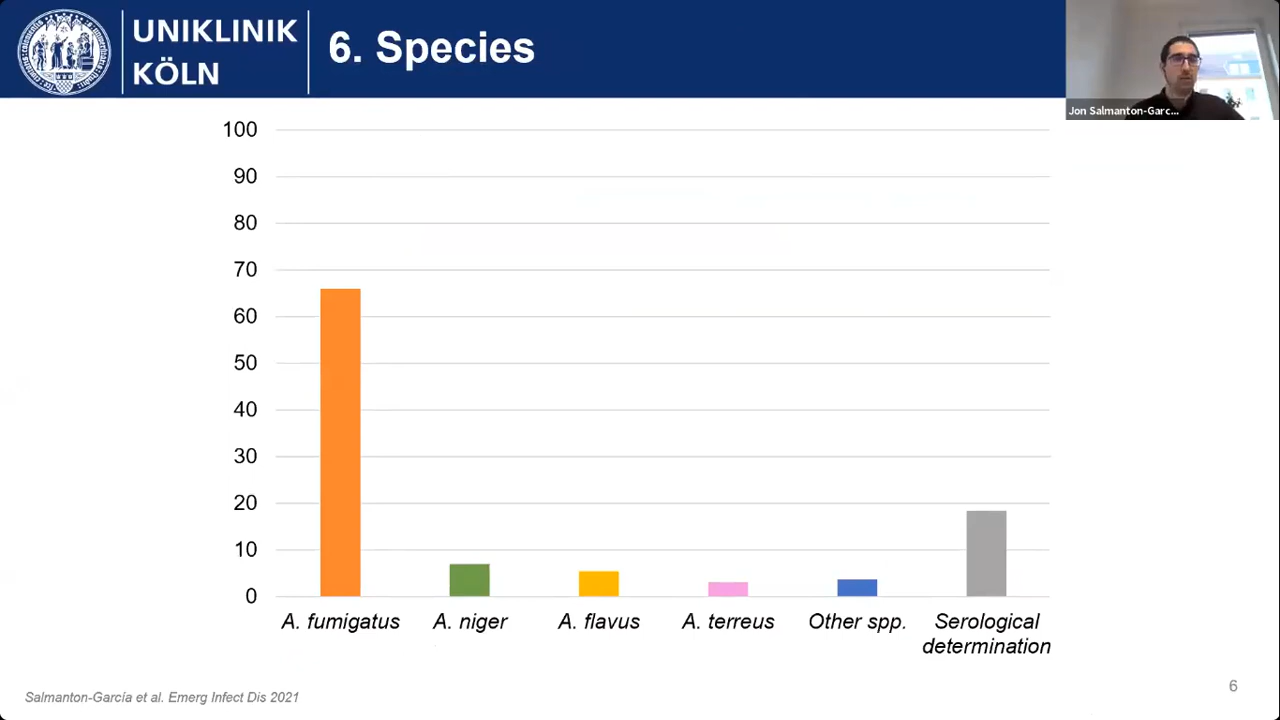 UNIKLINIK
KÖLN
6. Species
Jon Salmanton-Garc...
100
90
80
70
60
50
40
30
20
10
0
A. fumigatus
A. niger
A. flavus
A. terreus
Other spp.
Serological
determination
Salmanton-García et al. Emerg Infect Dis 2021
6